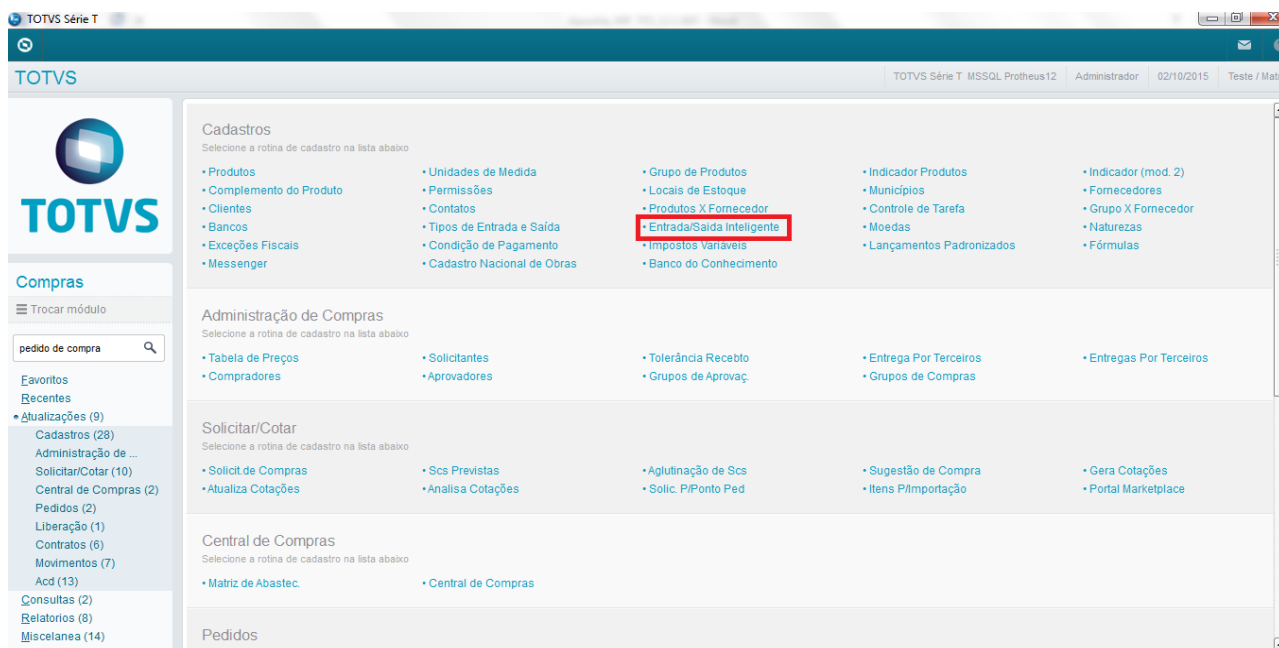 TOTVS Série T
TOTVS
TOTVS Série T MSSQL Protheus12 Administrador 02/10/2015 Teste / Mat
TOTVS
Compras
Trocar módulo
pedido de compra
Favoritos
Recentes
Atualizações (9)
Cadastros (28)
Administração de ...
Solicitar/Cotar (10)
Central de Compras (2)
Pedidos (2)
Liberação (1)
Contratos (6)
Movimentos (7)
Acd (13)
Consultas (2)
Relatorios (8)
Miscelanea (14)
Cadastros
Selecione a rotina de cadastro na lista abaixo
• Produtos • Unidades de Medida • Grupo de Produtos • Indicador Produtos • Indicador (mod. 2)
• Complemento do Produto • Permissões • Locais de Estoque • Municípios • Fornecedores
• Clientes • Contatos • Produtos X Fornecedor • Controle de Tarefa • Grupo X Fornecedor
• Bancos • Tipos de Entrada e Saída • Entrada/Saida Inteligente • Moedas • Naturezas
• Exceções Fiscais • Condição de Pagamento • Impostos Variáveis • Lançamentos Padronizados • Fórmulas
• Messenger • Cadastro Nacional de Obras • Banco do Conhecimento
Administração de Compras
Selecione a rotina de cadastro na lista abaixo
• Tabela de Preços • Solicitantes • Tolerância Recebto • Entrega Por Terceiros • Entregas Por Terceiros
• Compradores • Aprovadores • Grupos de Aprovaç. • Grupos de Compras
Solicitar/Cotar
Selecione a rotina de cadastro na lista abaixo
• Solicit.de Compras • Scs Previstas • Aglutinação de Scs • Sugestão de Compra • Gera Cotações
• Atualiza Cotações • Analisa Cotações • Solic. P/Ponto Ped • Itens P/Importação • Portal Marketplace
Central de Compras
Selecione a rotina de cadastro na lista abaixo
• Matriz de Abastec. • Central de Compras
Pedidos